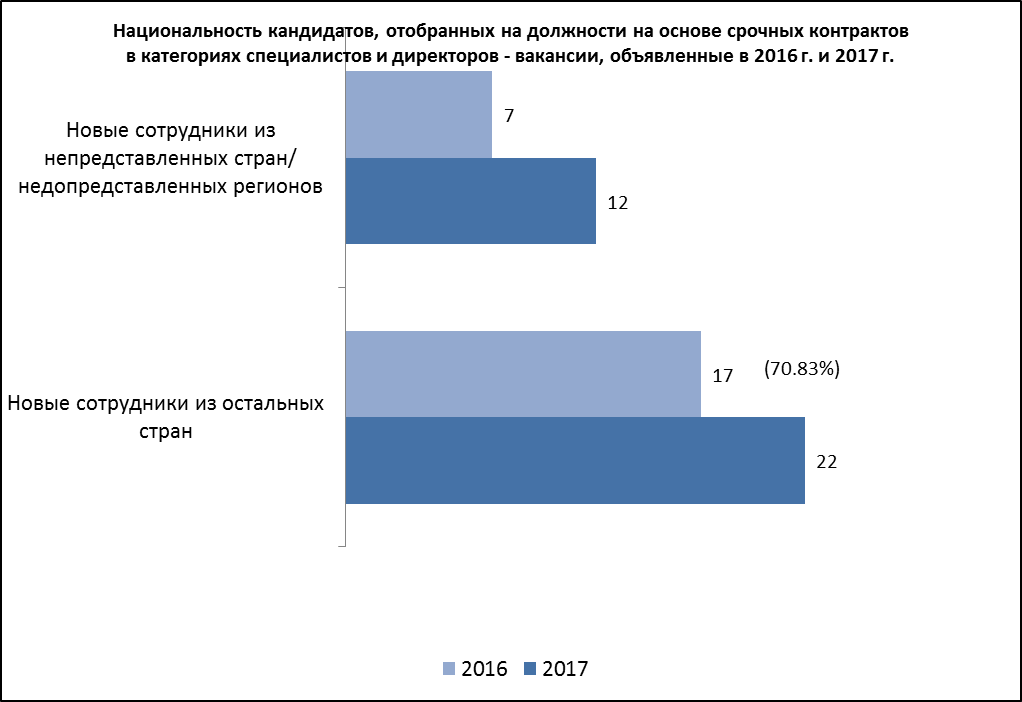 Национальность кандидатов, отобранных на должности на основе срочных контрактов
в категориях специалистов и директоров - вакансии, объявленные в 2016 г. и 2017 г.
Новые сотрудники из
непредставленных стран/
недопредставленных регионов
7
12
Новые сотрудники из остальных
стран
17 (70.83%)
22
2016 2017